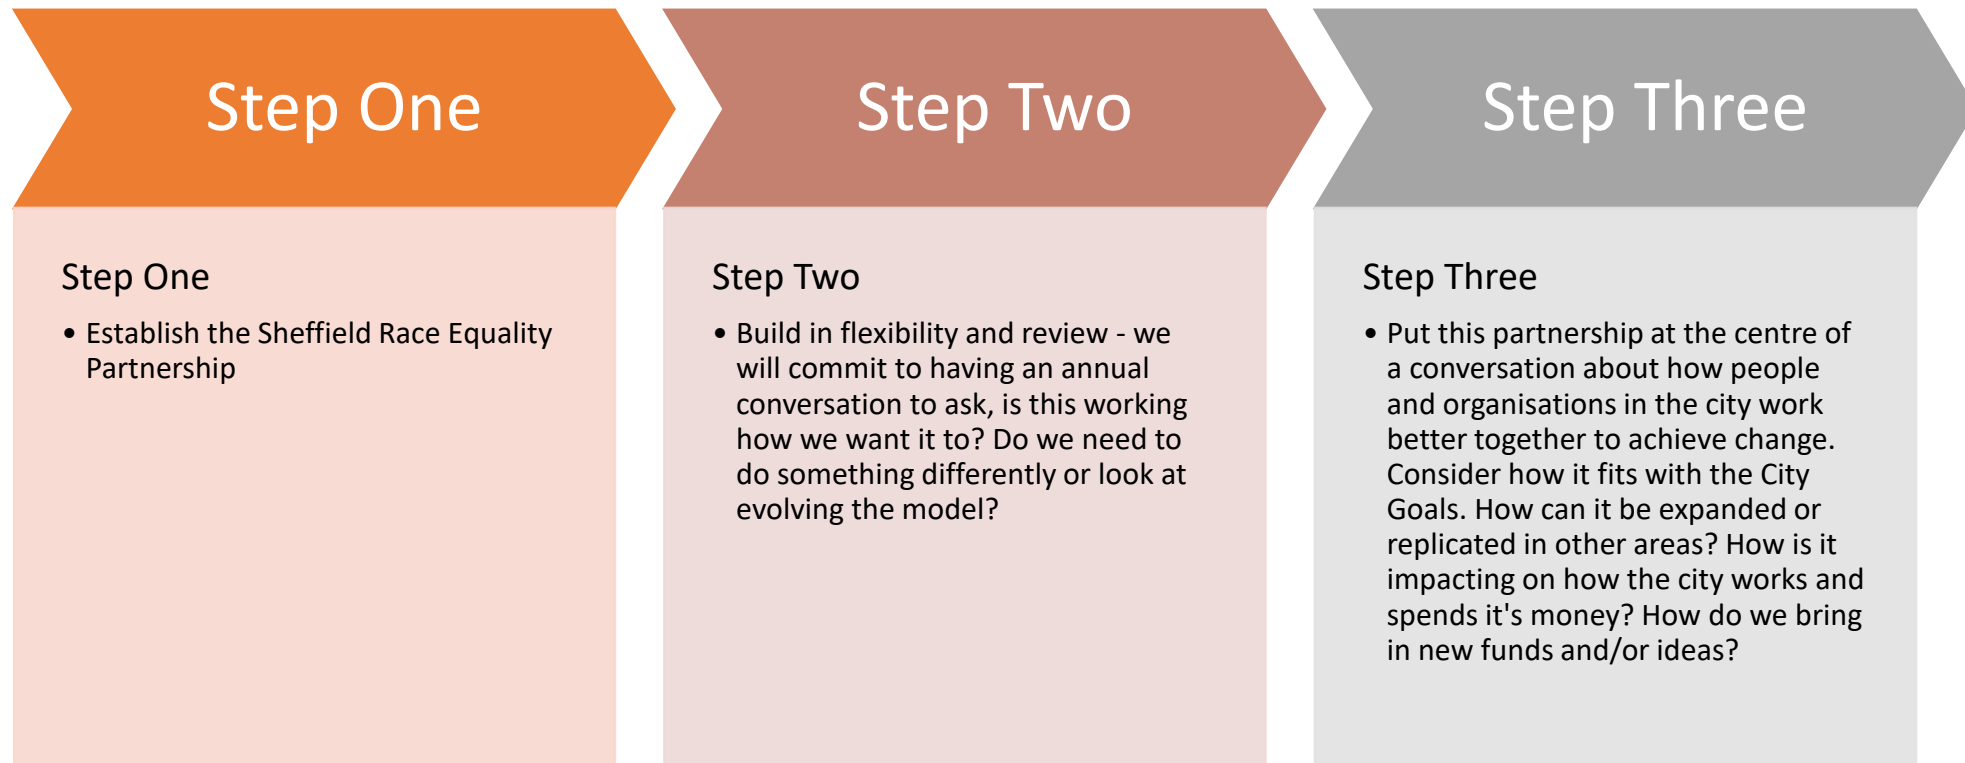 Step One
Step Two
Step Three
Step One
• Establish the Sheffield Race Equality
Partnership
Step Two
• Build in flexibility and review - we
will commit to having an annual
conversation to ask, is this working
how we want it to? Do we need to
do something differently or look at
evolving the model?
Step Three
• Put this partnership at the centre of
a conversation about how people
and organisations in the city work
better together to achieve change.
Consider how it fits with the City
Goals. How can it be expanded or
replicated in other areas? How is it
impacting on how the city works and
spends it's money? How do we bring
in new funds and/or ideas?